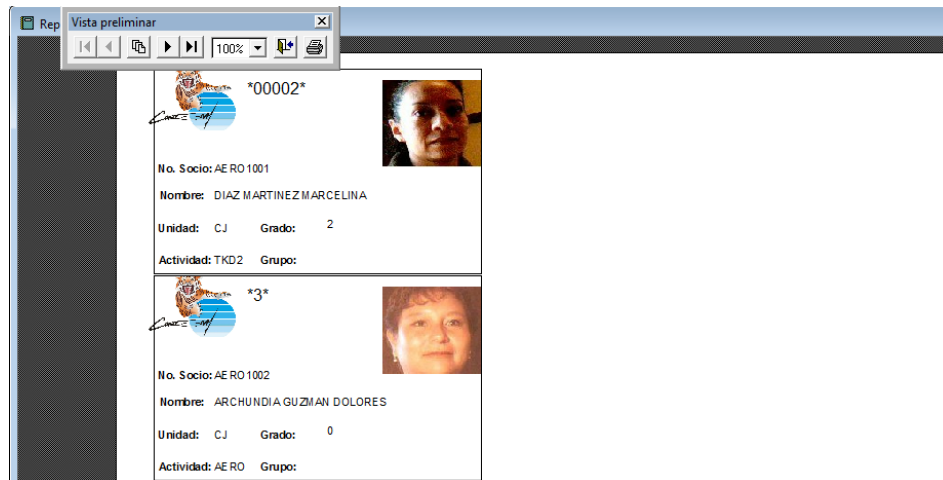 Rep
Vista preliminar
100%
*00002*
No. Socio: AERO1001
Nombre: DIAZ MARTINEZ MARCELINA
Unidad: CJ Grado: 2
Actividad: TKD2 Grupo:
*3*
No. Socio: AERO1002
Nombre: ARCHUNDIA GUZMAN DOLORES
Unidad: CJ Grado: 0
Actividad: AERO Grupo: